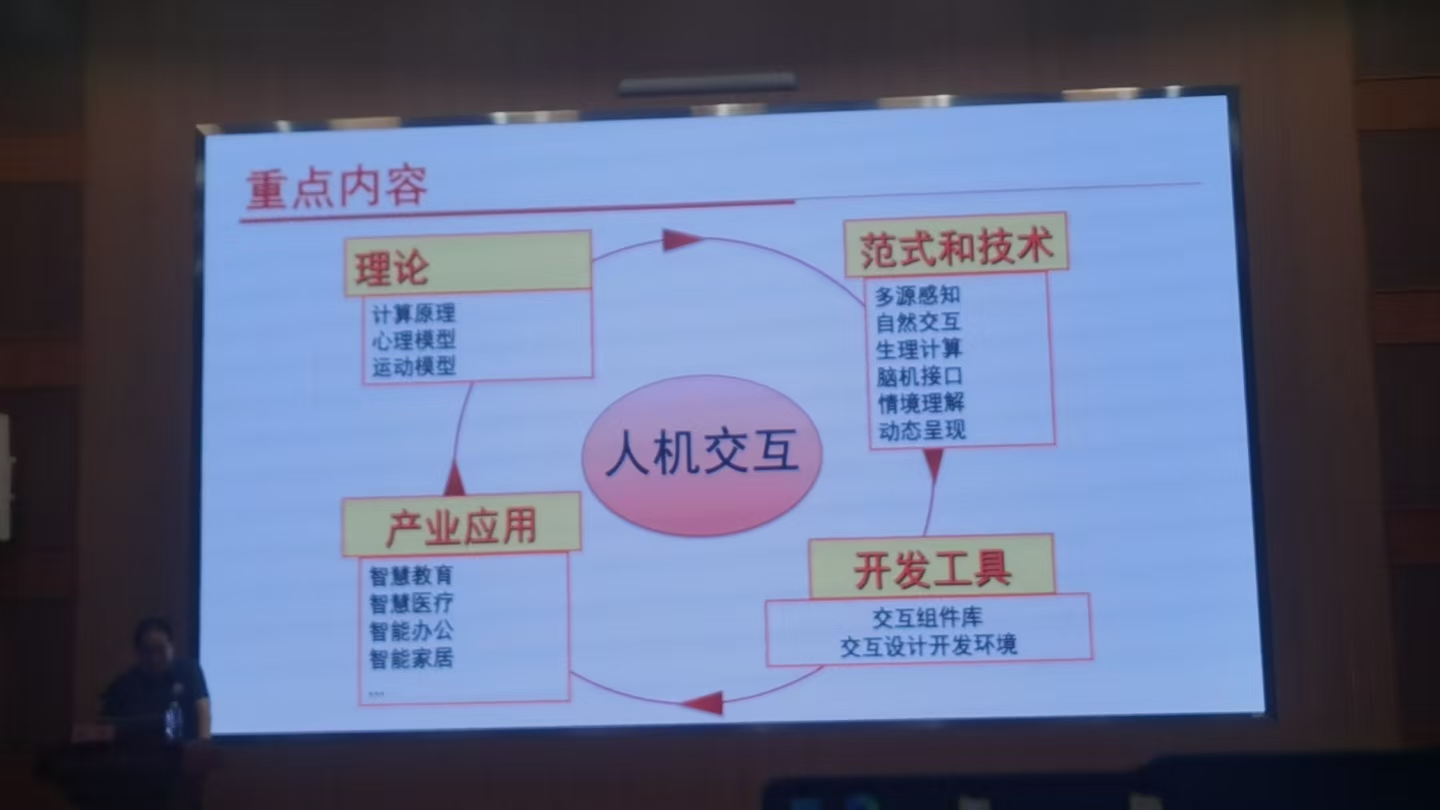 重点内容
理论
计算原理
心理模型
运动模型
范式和技术
多源感知
自然交互
生理计算
脑机接口
情境理解
动态呈现
人机交互
产业应用
智慧教育
智慧医疗
智能办公
智能家居
...
开发工具
交互组件库
交互设计开发环境